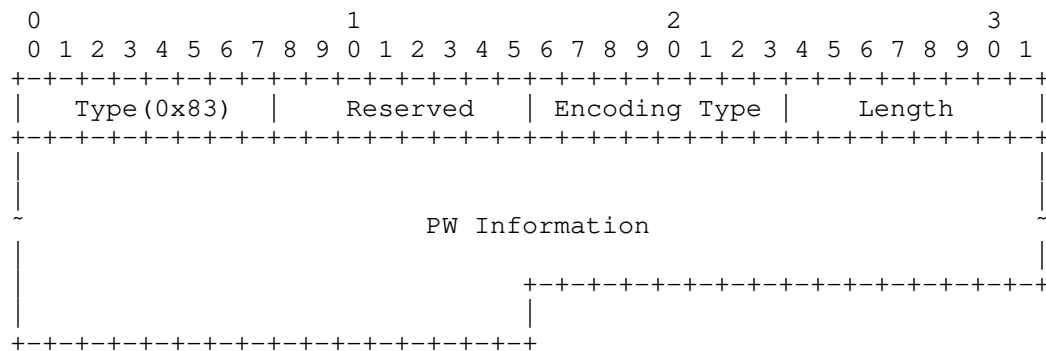 0                   1                   2                   3
 0 1 2 3 4 5 6 7 8 9 0 1 2 3 4 5 6 7 8 9 0 1 2 3 4 5 6 7 8 9 0 1
+-+-+-+-+-+-+-+-+-+-+-+-+-+-+-+-+-+-+-+-+-+-+-+-+-+-+-+-+-+-+-+-+
|   Type(0x83)  |    Reserved   | Encoding Type |    Length     |
+-+-+-+-+-+-+-+-+-+-+-+-+-+-+-+-+-+-+-+-+-+-+-+-+-+-+-+-+-+-+-+-+
|                                                               |
|                                                               |
~                         PW Information                        ~
|                                                               |
|                               +-+-+-+-+-+-+-+-+-+-+-+-+-+-+-+-+
|                               |
+-+-+-+-+-+-+-+-+-+-+-+-+-+-+-+-+